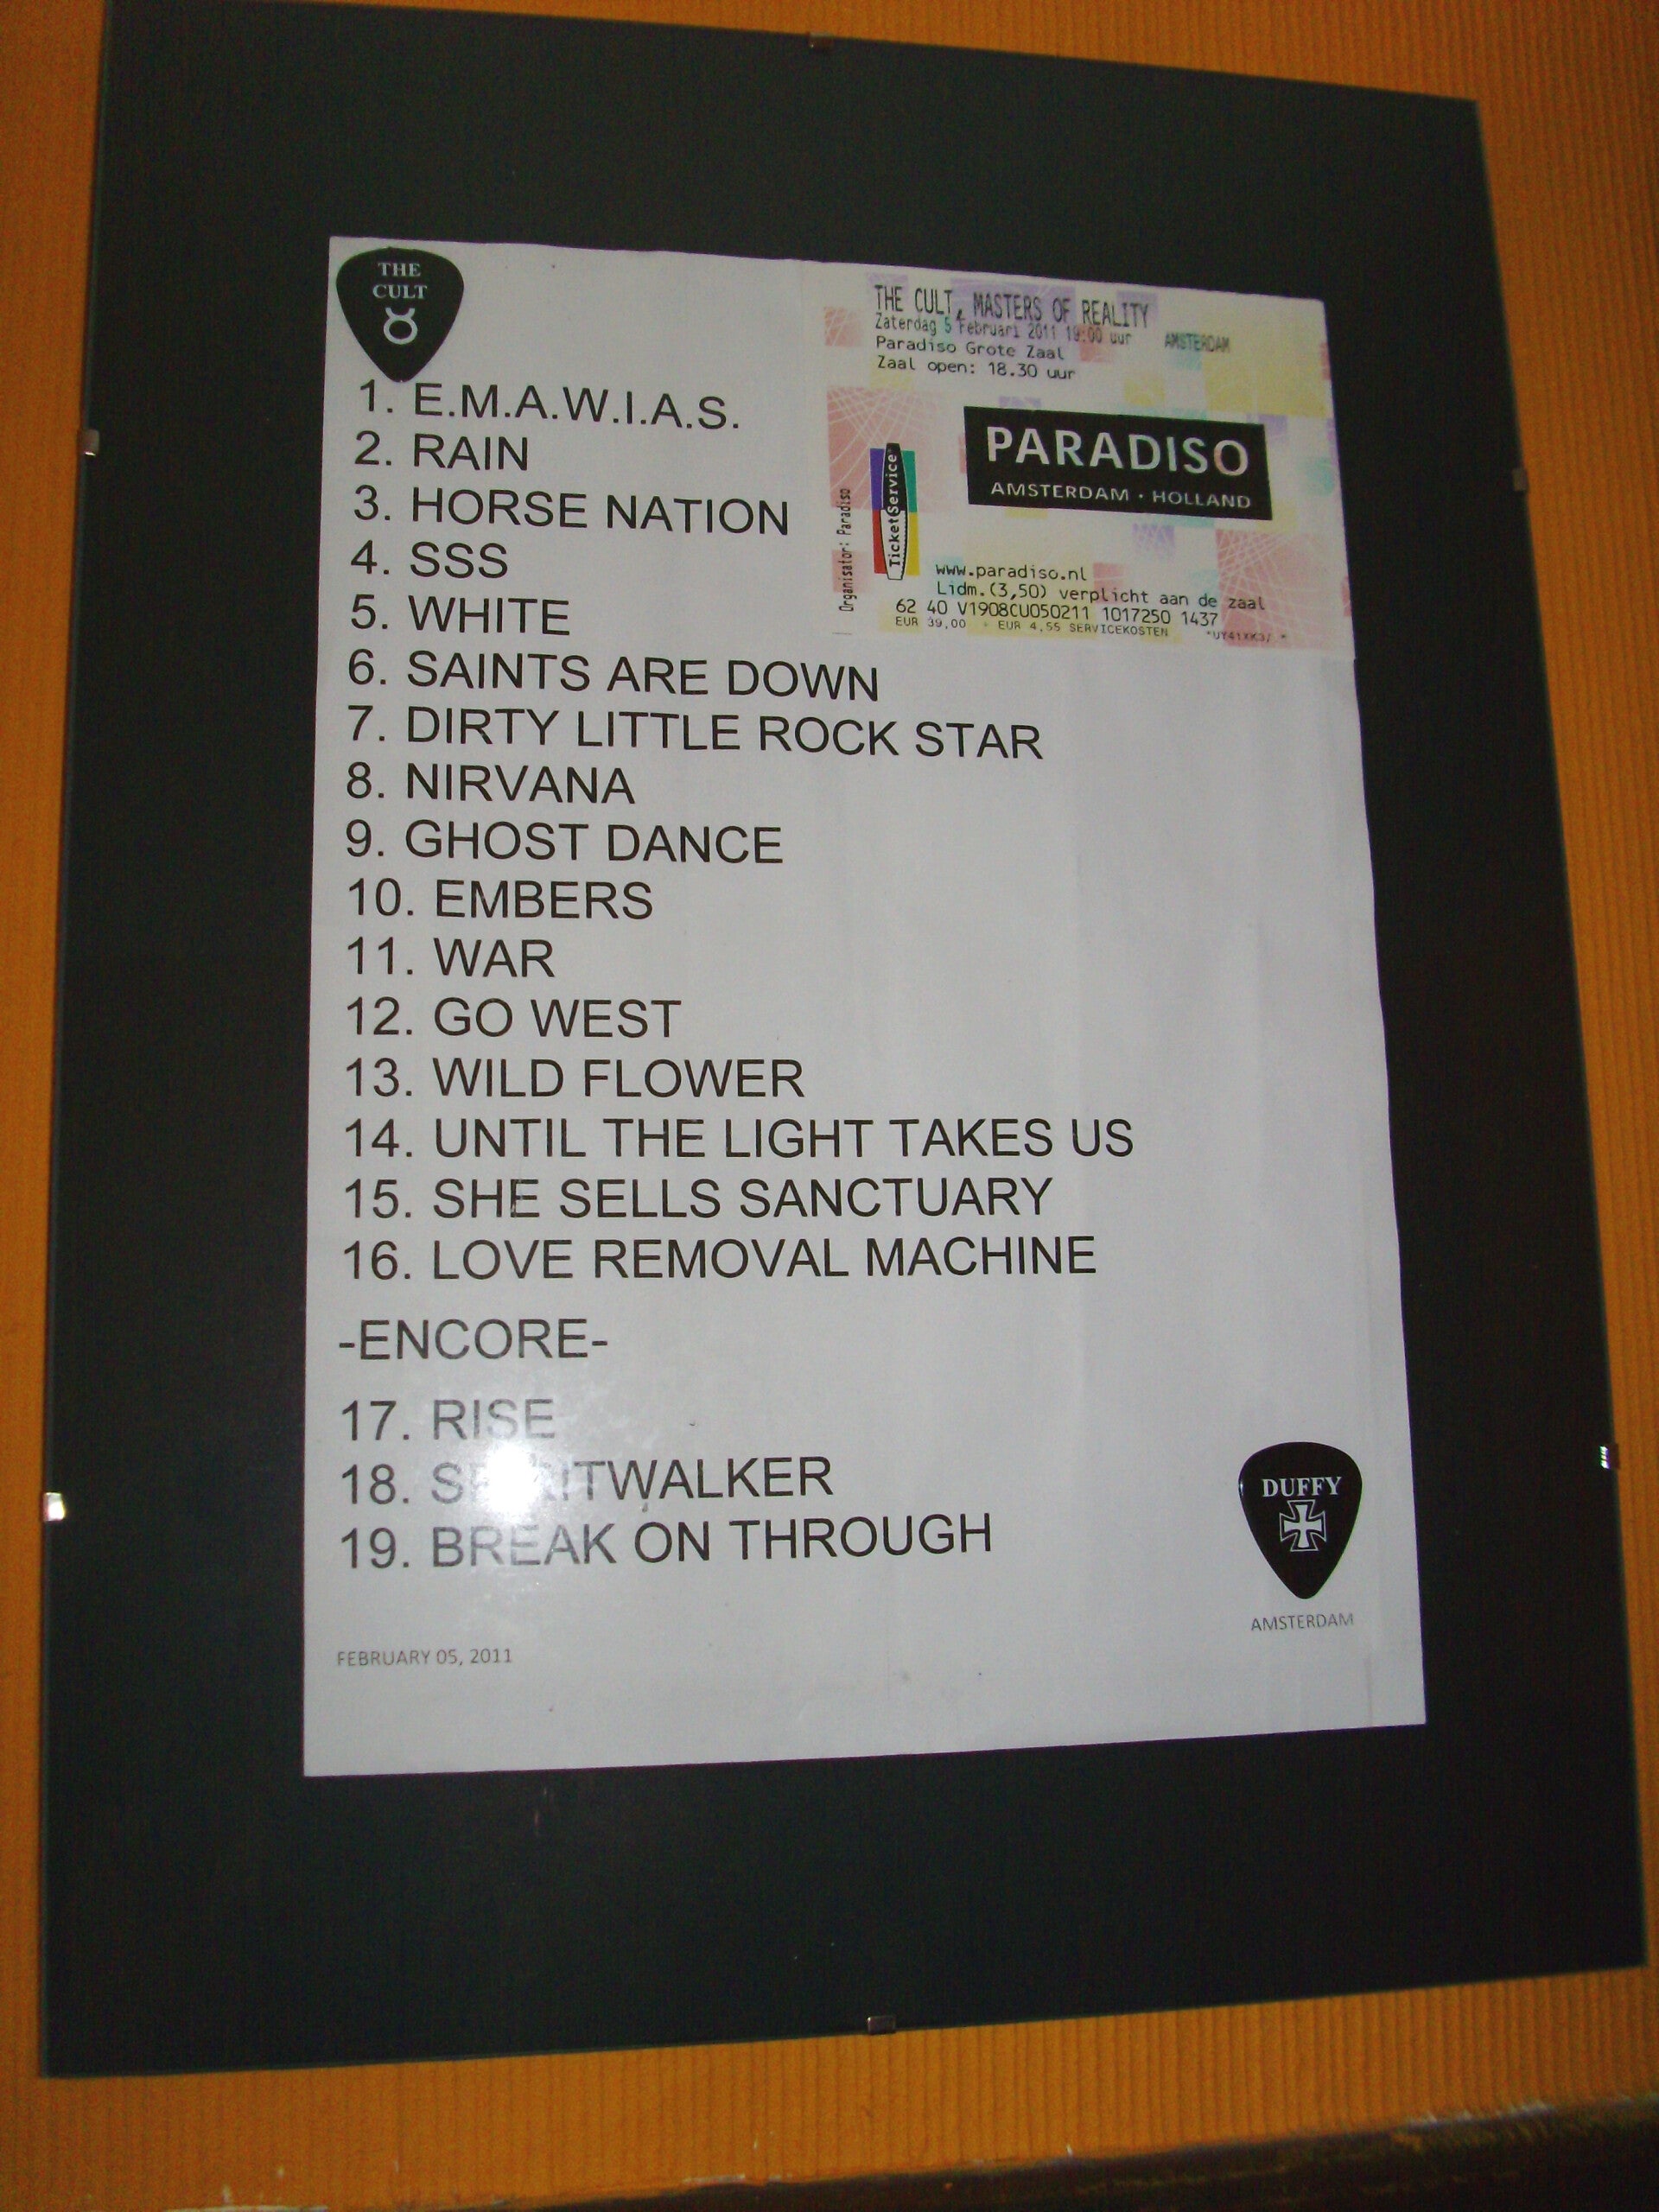 THE
CULT
THE CULT, MASTERS OF REALITY
Zaterdag 5 Februari 2011 19:00 uur AMSTERDAM
Paradiso Grote Zaal
Zaal open: 18.30 uur
PARADISO
AMSTERDAM · HOLLAND
TicketService
Organisator: Paradiso
www.paradiso.nl
Lidm.(3,50) verplicht aan de zaal
62 40 V1908CU050211 1017250 1437
EUR 39,00 + EUR 4,55 SERVICEKOSTEN
1. E.M.A.W.I.A.S.
2. RAIN
3. HORSE NATION
4. SSS
5. WHITE
6. SAINTS ARE DOWN
7. DIRTY LITTLE ROCK STAR
8. NIRVANA
9. GHOST DANCE
10. EMBERS
11. WAR
12. GO WEST
13. WILD FLOWER
14. UNTIL THE LIGHT TAKES US
15. SHE SELLS SANCTUARY
16. LOVE REMOVAL MACHINE
-ENCORE-
17. RISE
18. SPIRITWALKER
19. BREAK ON THROUGH
DUFFY
AMSTERDAM
FEBRUARY 05, 2011